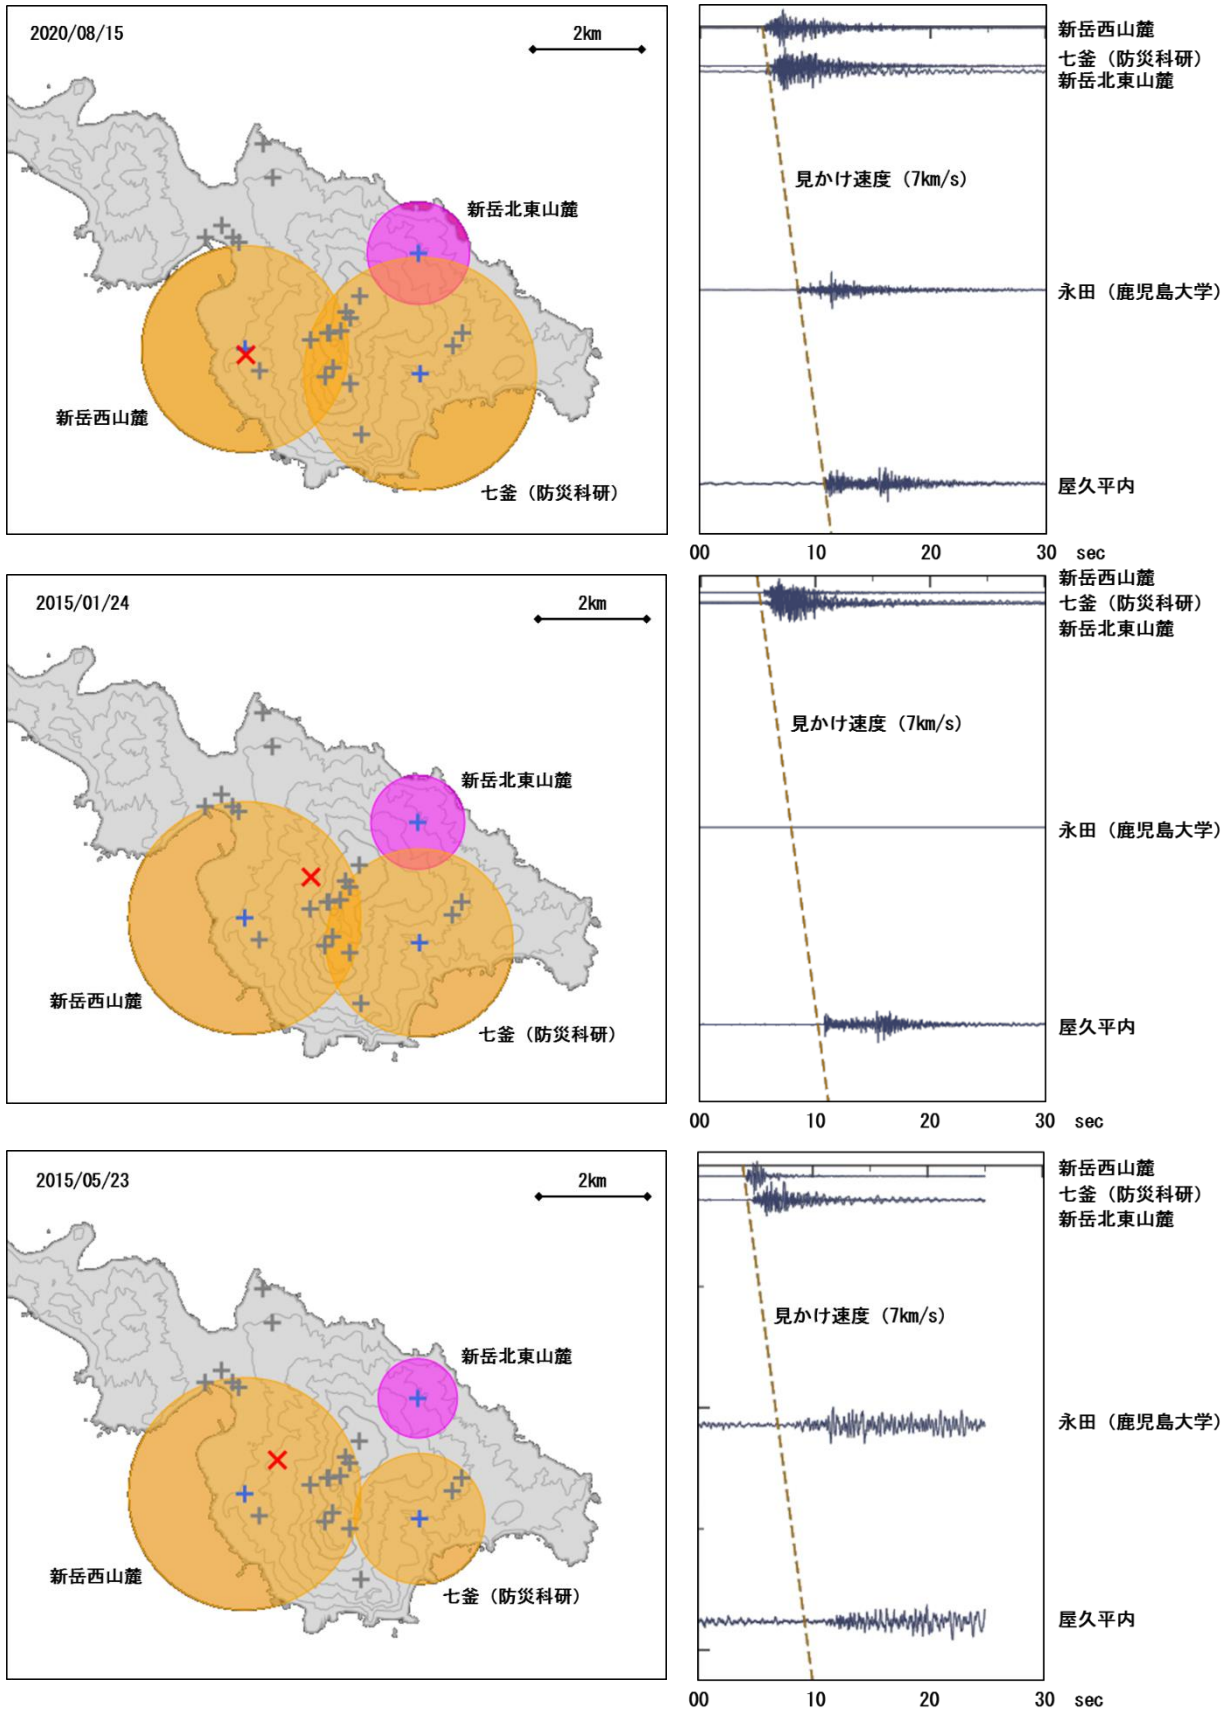 2020/08/15
2km
新岳北東山麓
新岳西山麓
七釜（防災科研）
新岳西山麓
七釜（防災科研）
新岳北東山麓
見かけ速度（7km/s）
永田（鹿児島大学）
屋久平内
00 10 20 30 sec
2015/01/24
2km
新岳北東山麓
新岳西山麓
七釜（防災科研）
新岳西山麓
七釜（防災科研）
新岳北東山麓
見かけ速度（7km/s）
永田（鹿児島大学）
屋久平内
00 10 20 30 sec
2015/05/23
2km
新岳北東山麓
新岳西山麓
七釜（防災科研）
新岳西山麓
七釜（防災科研）
新岳北東山麓
見かけ速度（7km/s）
永田（鹿児島大学）
屋久平内
00 10 20 30 sec